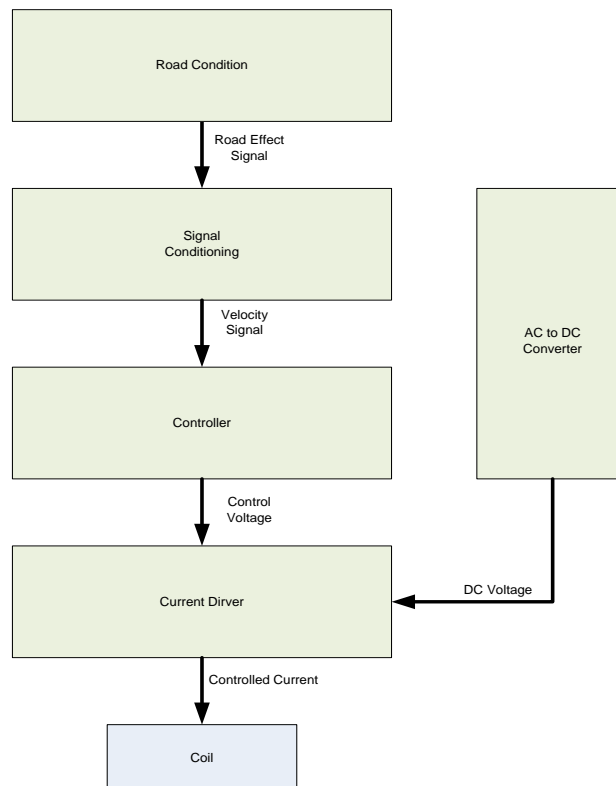 Road Condition
Road Effect
Signal
Signal
Conditioning
Velocity
Signal
AC to DC
Converter
Controller
Control
Voltage
DC Voltage
Current Dirver
Controlled Current
Coil